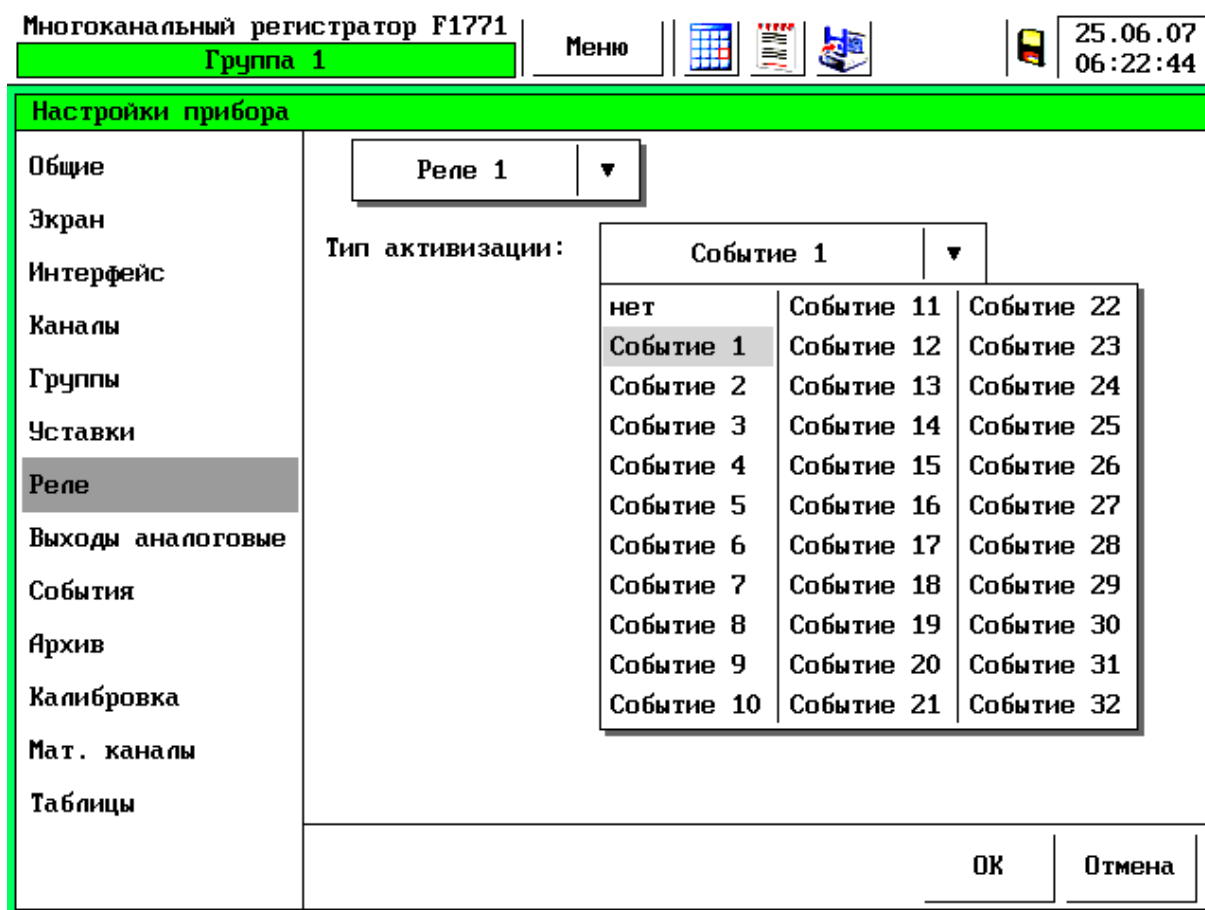 Многоканальный регистратор F1771
Группа 1
Меню
25.06.07
06:22:44
Настройки прибора
Общие
Экран
Интерфейс
Каналы
Группы
Уставки
Реле
Выходы аналоговые
События
Архив
Калибровка
Мат. каналы
Таблицы
Реле 1
Тип активизации:
Событие 1
нет
Событие 1
Событие 2
Событие 3
Событие 4
Событие 5
Событие 6
Событие 7
Событие 8
Событие 9
Событие 10
Событие 11
Событие 12
Событие 13
Событие 14
Событие 15
Событие 16
Событие 17
Событие 18
Событие 19
Событие 20
Событие 21
Событие 22
Событие 23
Событие 24
Событие 25
Событие 26
Событие 27
Событие 28
Событие 29
Событие 30
Событие 31
Событие 32
ОК
Отмена